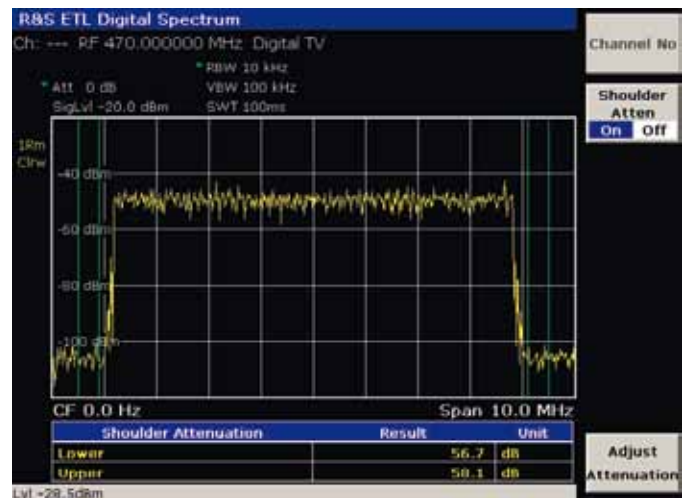 R&S ETL Digital Spectrum
Ch: --- RF 470.000000 MHz Digital TV
* RBW 10 kHz
* Att 0 dB VBW 100 kHz
SigLvl -20.0 dBm SWT 100ms
1Rm
Clrw
-40 dBm
-60 dBm
-80 dBm
-100 dBm
CF 0.0 Hz Span 10.0 MHz
Shoulder Attenuation Result Unit
Lower 56.7 dB
Upper 58.1 dB
Lvl -28.5dBm
Channel No
Shoulder
Atten
On Off
Adjust
Attenuation